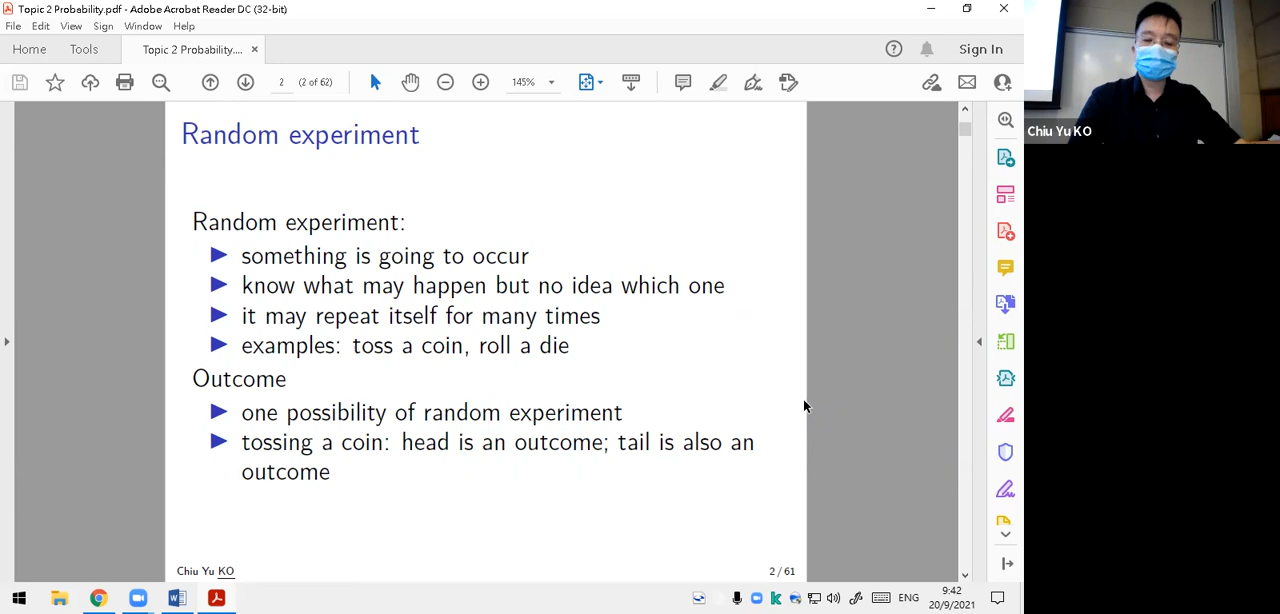 Topic 2 Probability.pdf - Adobe Acrobat Reader DC (32-bit)
File Edit View Sign Window Help
Home Tools Topic 2 Probability.... × Sign In
2 (2 of 62) 145%
Random experiment
Random experiment:
something is going to occur
know what may happen but no idea which one
it may repeat itself for many times
examples: toss a coin, roll a die
Outcome
one possibility of random experiment
tossing a coin: head is an outcome; tail is also an
outcome
Chiu Yu KO 2 / 61
Chiu Yu KO
ENG 9:42
20/9/2021